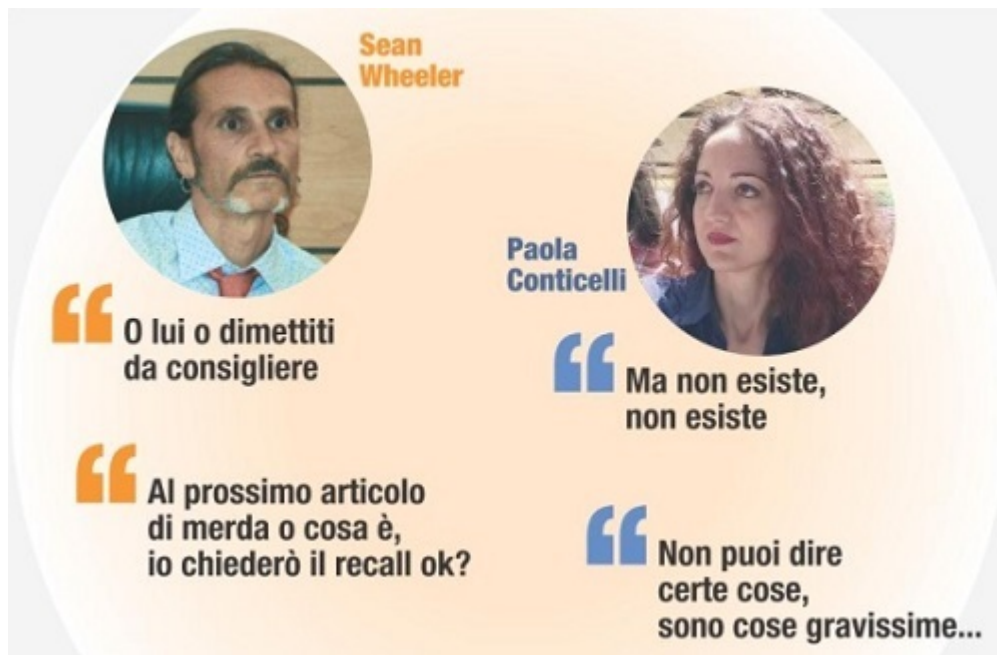 Sean
Wheeler
“ O lui o dimettiti
da consigliere
“ Al prossimo articolo
di merda o cosa è,
io chiederò il recall ok?
Paola
Conticelli
“ Ma non esiste,
non esiste
“ Non puoi dire
certe cose,
sono cose gravissime...